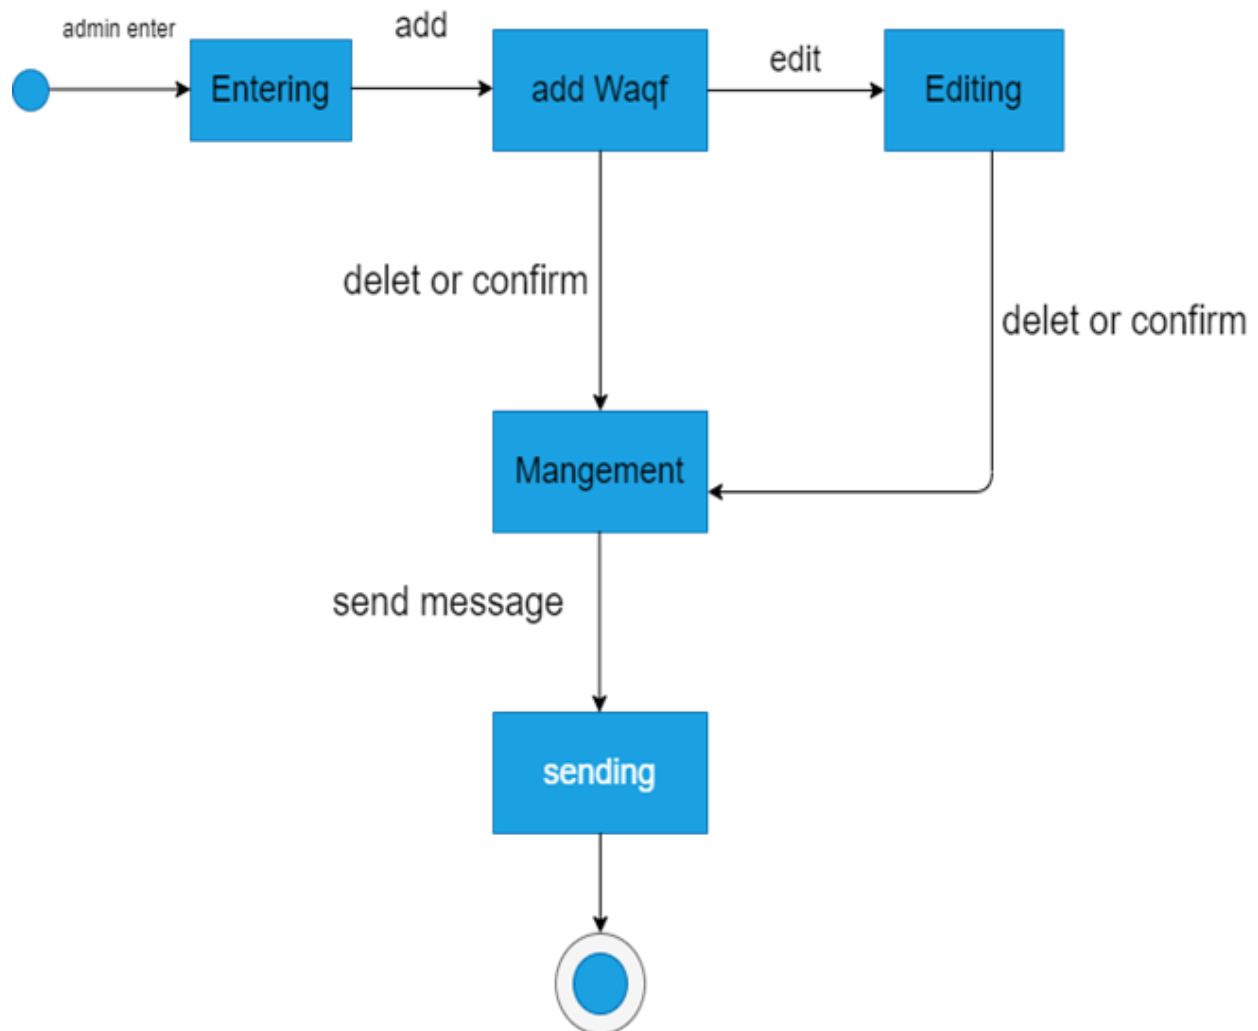 admin enter
add
edit
Entering
add Waqf
Editing
delet or confirm
delet or confirm
Mangement
send message
sending